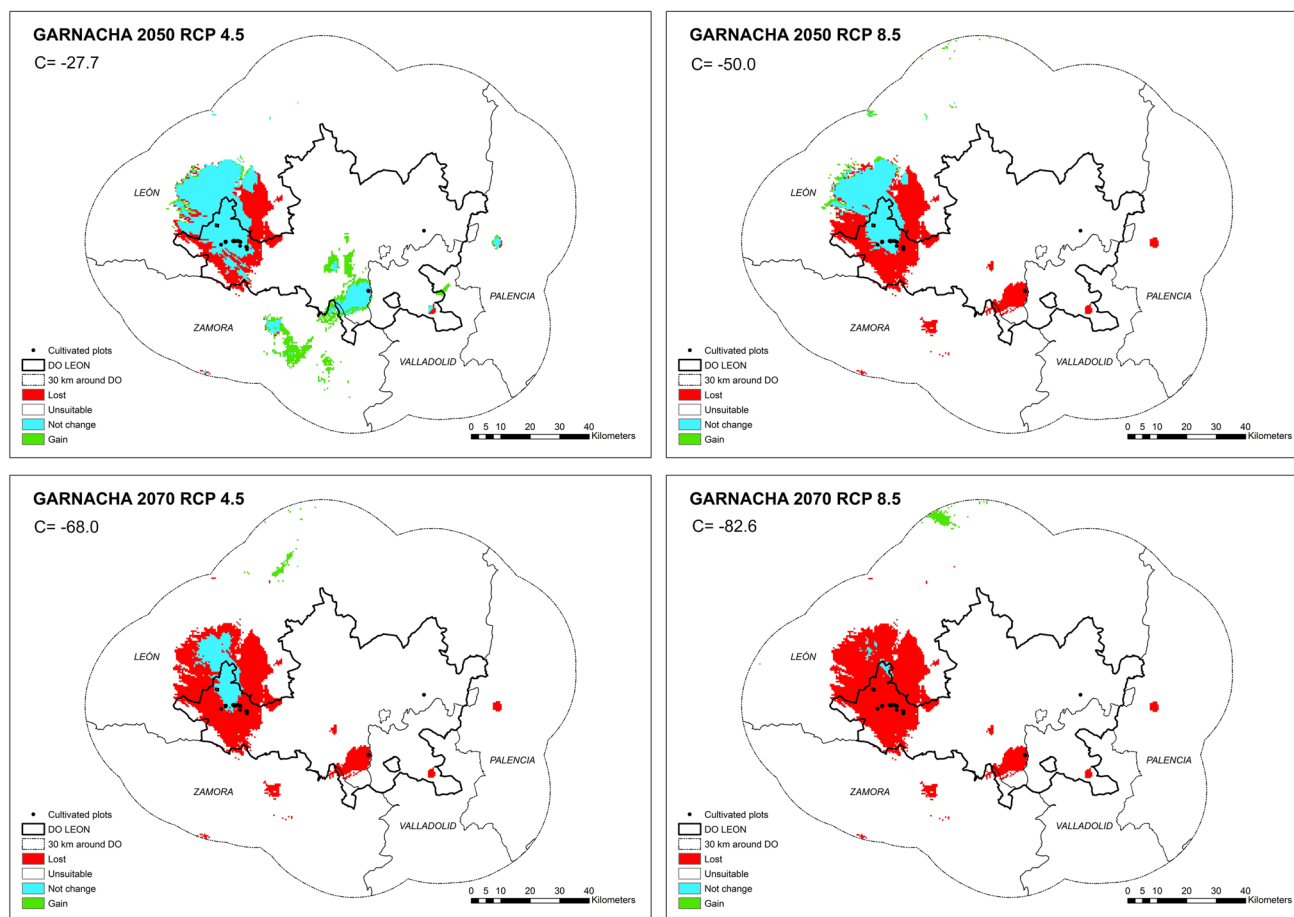 GARNACHA 2050 RCP 4.5
C= -27.7
LEÓN
PALENCIA
ZAMORA
VALLADOLID
Cultivated plots
DO LEON
30 km around DO
Lost
Unsuitable
Not change
Gain
0 5 10 20 30 40
Kilometers
GARNACHA 2050 RCP 8.5
C= -50.0
LEÓN
PALENCIA
ZAMORA
VALLADOLID
Cultivated plots
DO LEON
30 km around DO
Lost
Unsuitable
Not change
Gain
0 5 10 20 30 40
Kilometers
GARNACHA 2070 RCP 4.5
C= -68.0
LEÓN
PALENCIA
ZAMORA
VALLADOLID
Cultivated plots
DO LEON
30 km around DO
Lost
Unsuitable
Not change
Gain
0 5 10 20 30 40
Kilometers
GARNACHA 2070 RCP 8.5
C= -82.6
LEÓN
PALENCIA
ZAMORA
VALLADOLID
Cultivated plots
DO LEON
30 km around DO
Lost
Unsuitable
Not change
Gain
0 5 10 20 30 40
Kilometers